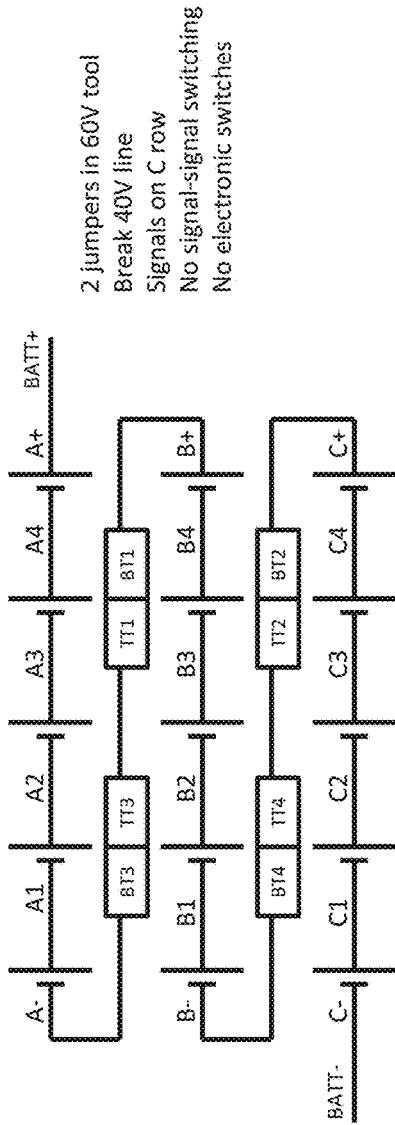 2 jumpers in 60V tool
Break 40V line
Signals on C row
No signal-signal switching
No electronic switches
A- A1 A2 A3 A4 A+ BATT+
BT3 TT3 TT1 BT1
B- B1 B2 B3 B4 B+
BT4 TT4 TT2 BT2
BATT- C- C1 C2 C3 C4 C+